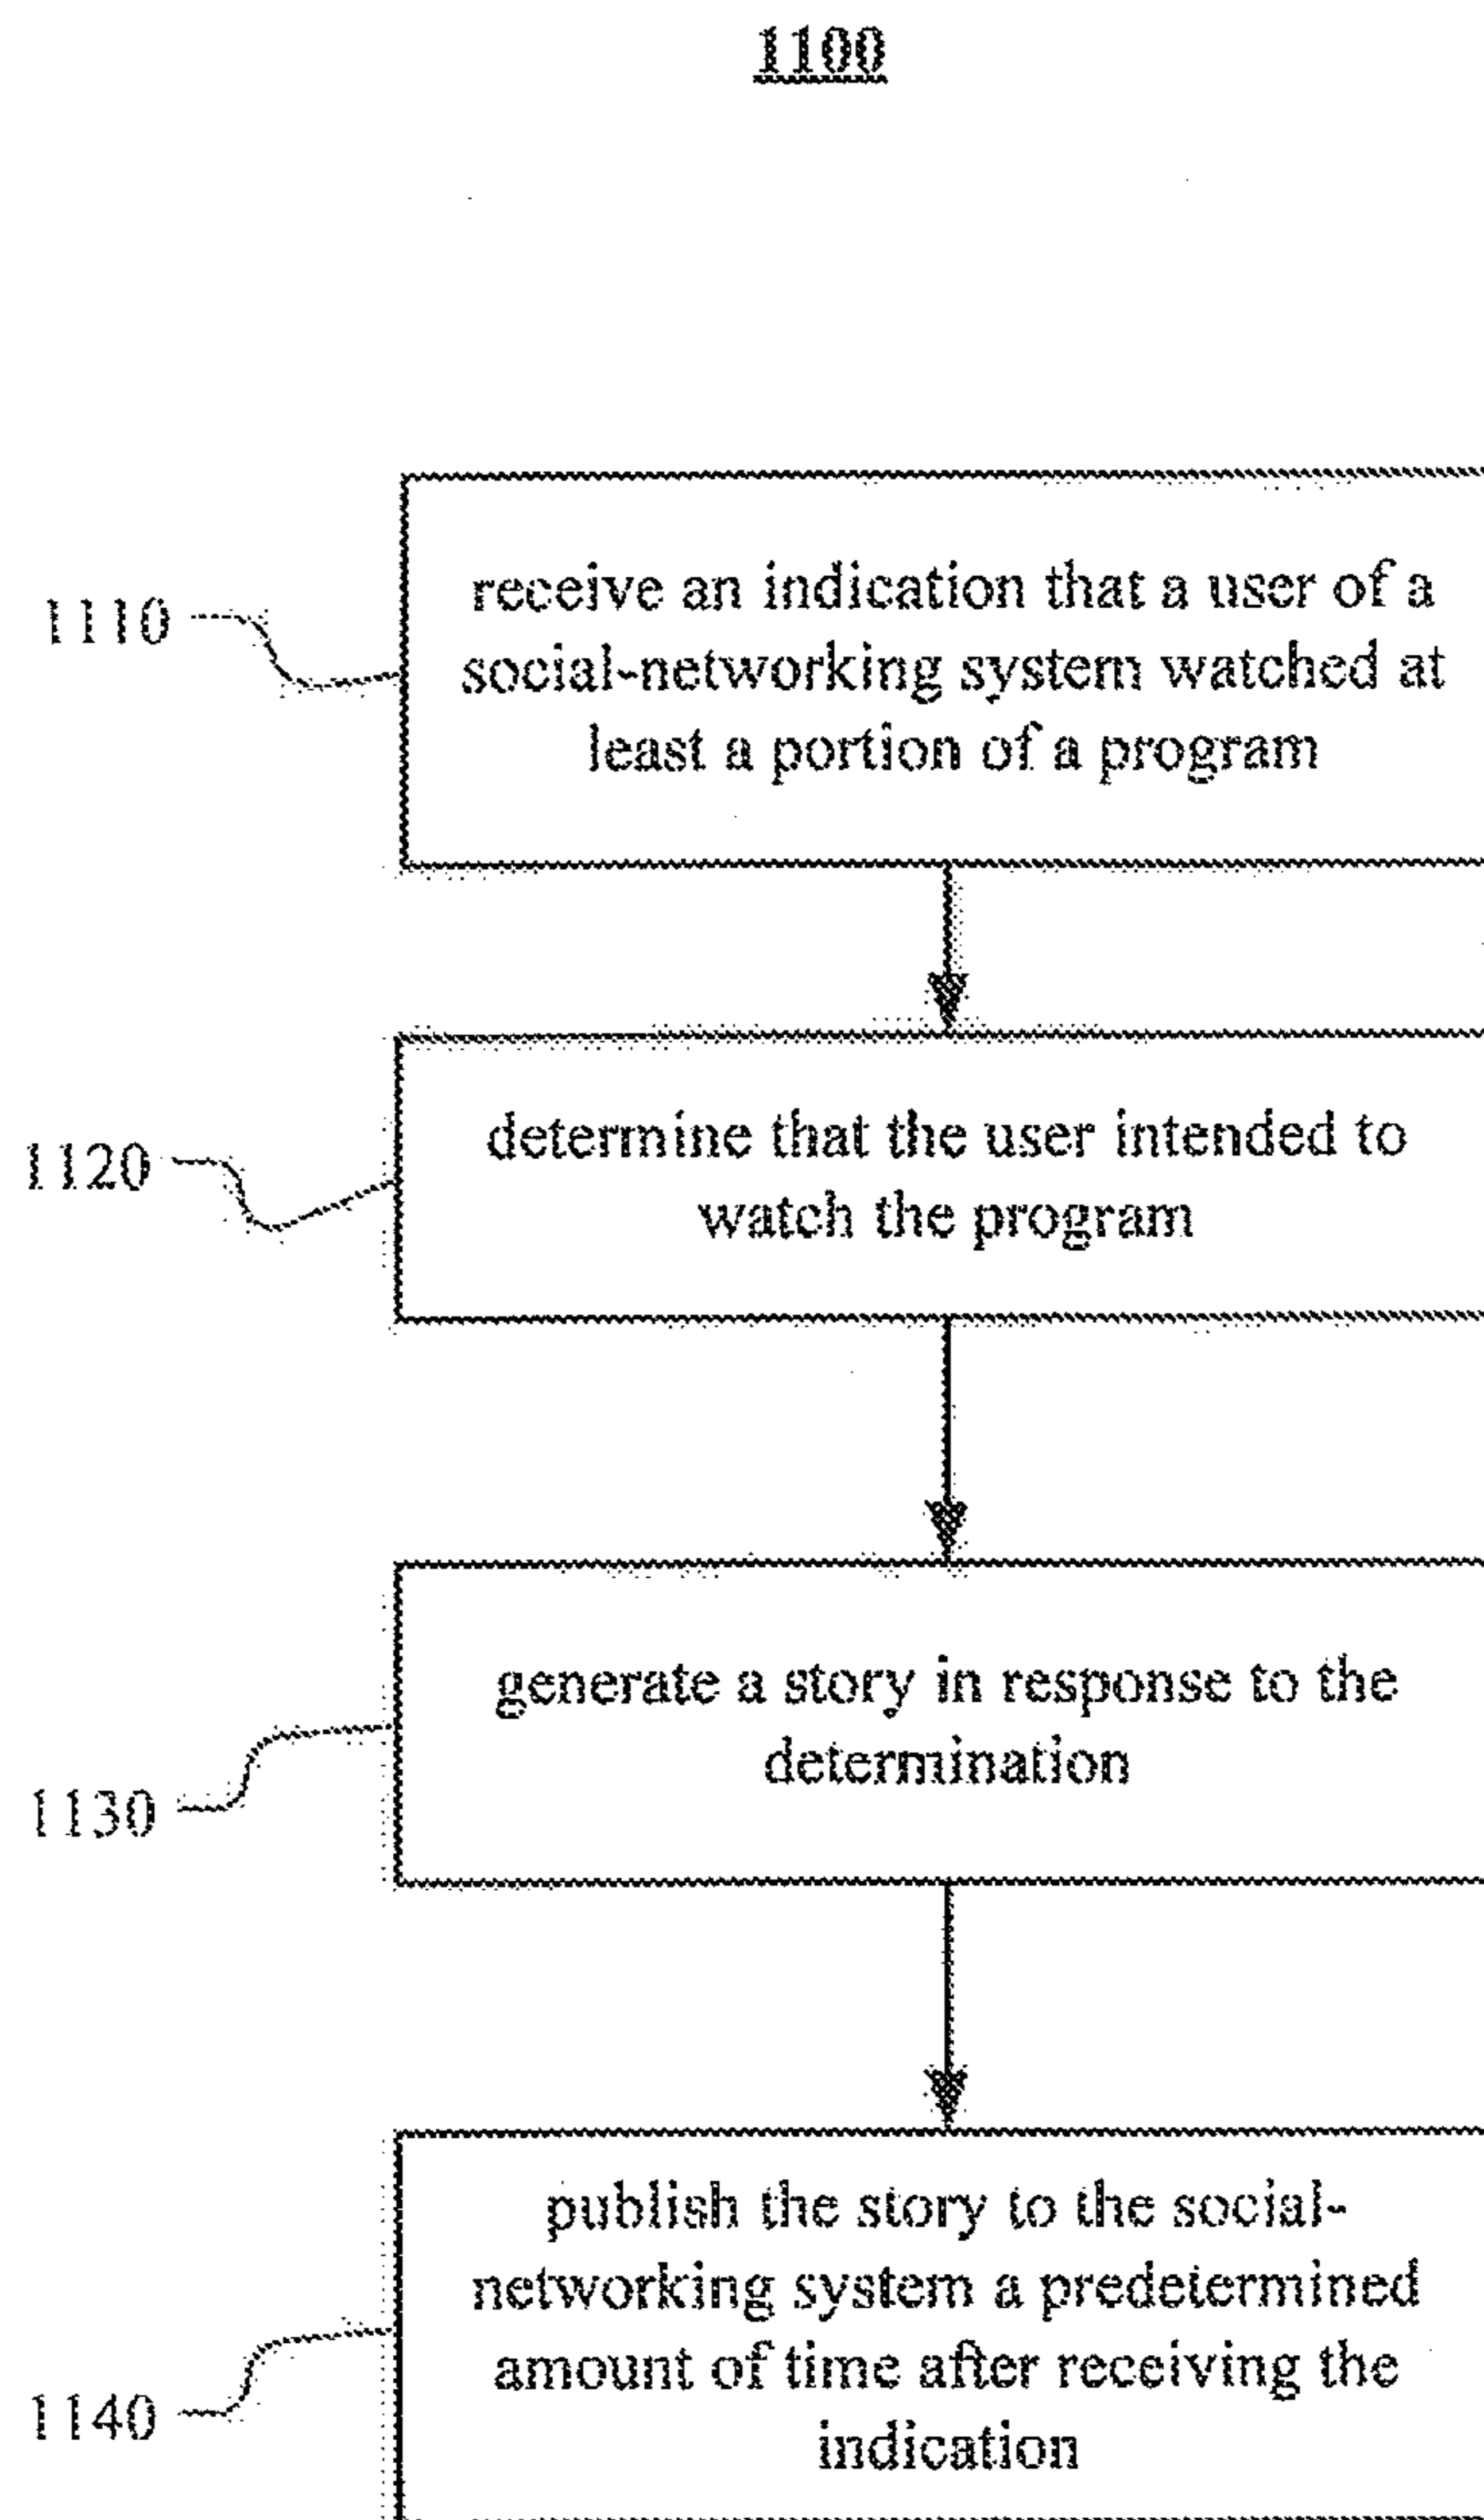 1100
1110
receive an indication that a user of a
social-networking system watched at
least a portion of a program
1120
determine that the user intended to
watch the program
1130
generate a story in response to the
determination
1140
publish the story to the social-
networking system a predetermined
amount of time after receiving the
indication